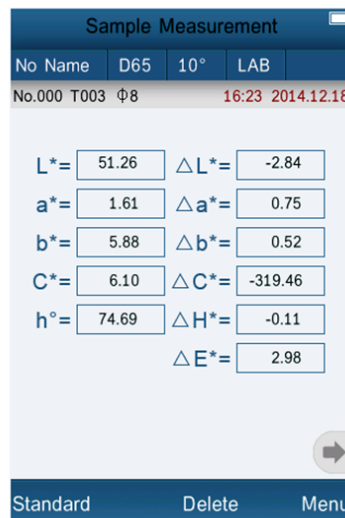 Sample Measurement
No Name D65 10° LAB
No.000 T003 Φ8 16:23 2014.12.18
L*= 51.26 △L*= -2.84
a*= 1.61 △a*= 0.75
b*= 5.88 △b*= 0.52
C*= 6.10 △C*= -319.46
h°= 74.69 △H*= -0.11
△E*= 2.98
Standard Delete Menu